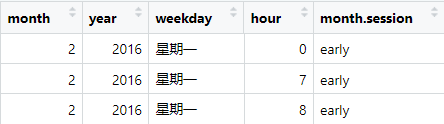 month year weekday hour month.session
2 2016 星期一 0 early
2 2016 星期一 7 early
2 2016 星期一 8 early